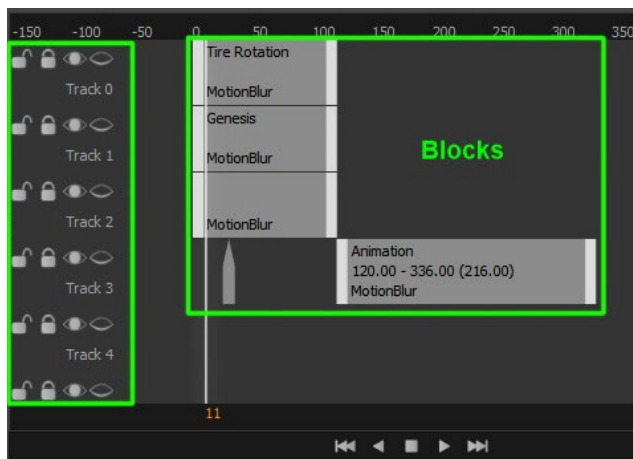 -150 -100 -50 0 50 100 150 200 250 300 350
Tire Rotation
Track 0
MotionBlur
Genesis
Track 1
MotionBlur
Blocks
Track 2
MotionBlur
Animation
120.00 - 336.00 (216.00)
Track 3
MotionBlur
Track 4
11